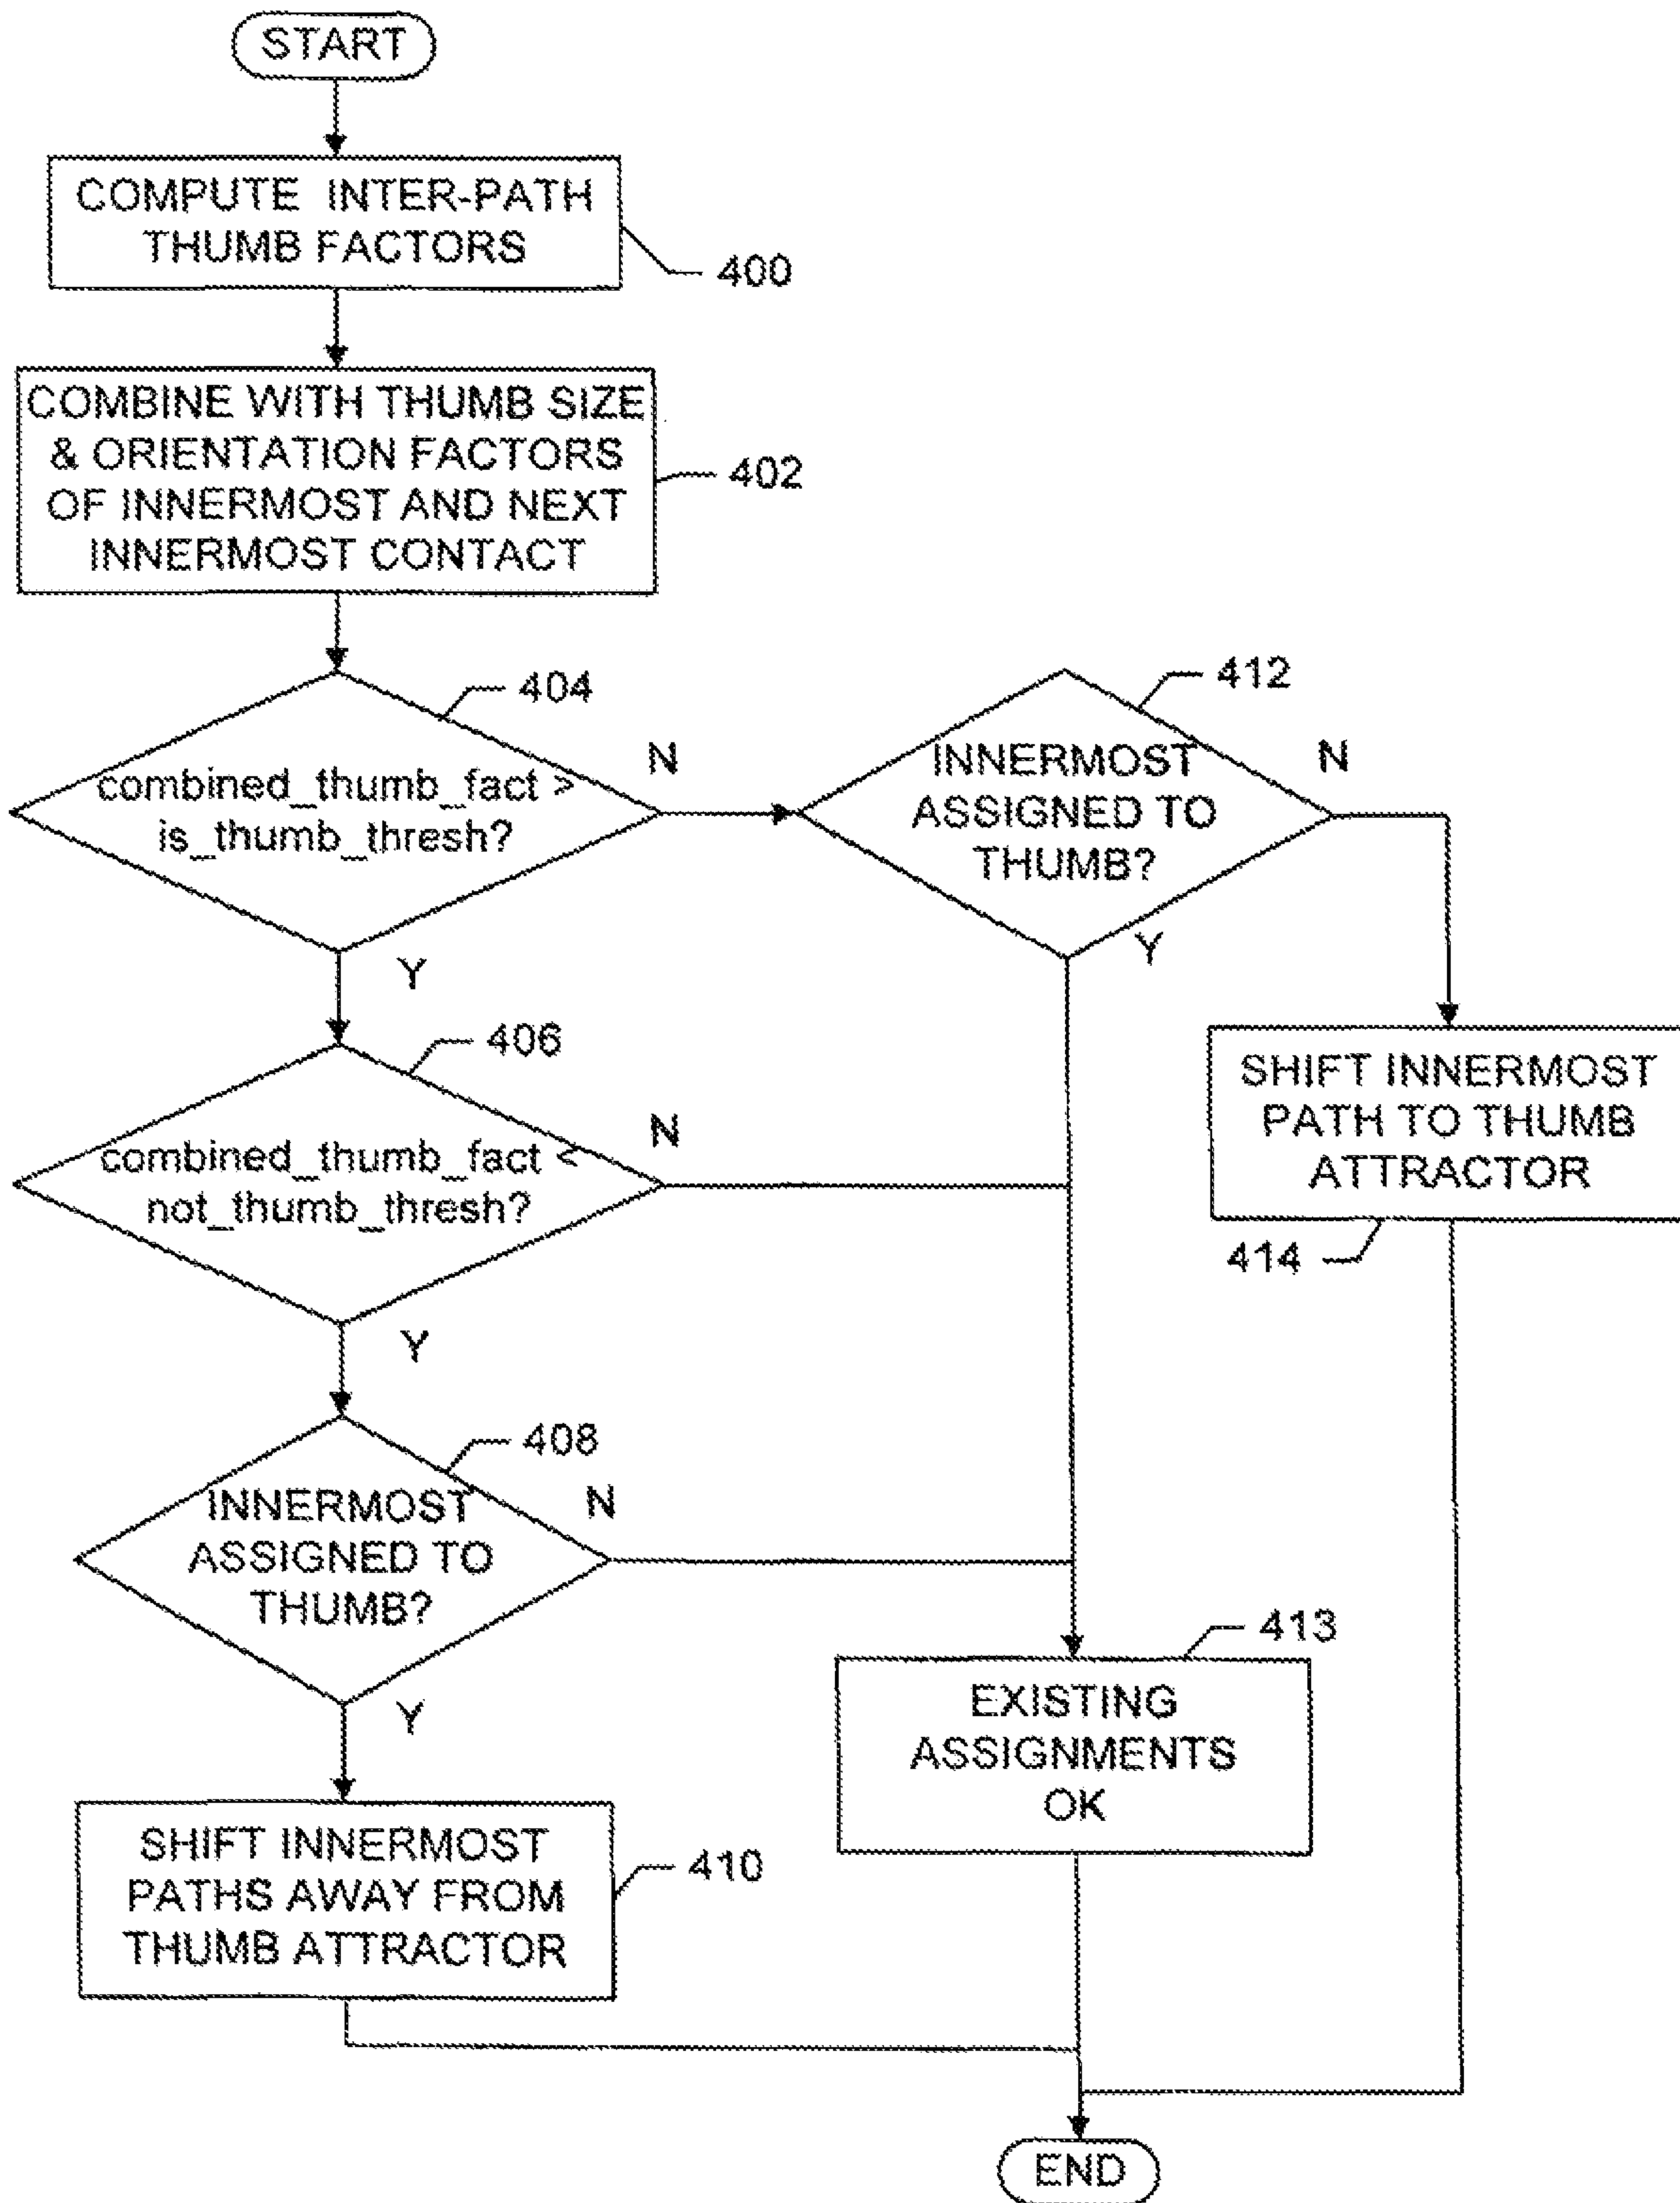 START
COMPUTE INTER-PATH
THUMB FACTORS
400
COMBINE WITH THUMB SIZE
& ORIENTATION FACTORS
OF INNERMOST AND NEXT
INNERMOST CONTACT
402
404
combined_thumb_fact >
is_thumb_thresh?
N
Y
412
INNERMOST
ASSIGNED TO
THUMB?
N
Y
406
combined_thumb_fact <
not_thumb_thresh?
N
Y
SHIFT INNERMOST
PATH TO THUMB
ATTRACTOR
414
408
INNERMOST
ASSIGNED TO
THUMB?
N
Y
413
EXISTING
ASSIGNMENTS
OK
SHIFT INNERMOST
PATHS AWAY FROM
THUMB ATTRACTOR
410
END